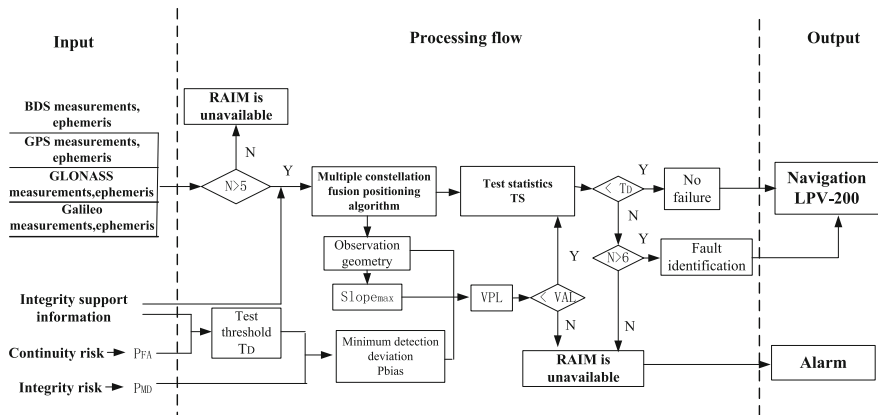 Input
Processing flow
Output
BDS measurements,
ephemeris
GPS measurements,
ephemeris
GLONASS
measurements,ephemeris
Galileo
measurements,ephemeris
RAIM is
unavailable
N
Y
N>5
Multiple constellation
fusion positioning
algorithm
Test statistics
TS
< TD
Y
No
failure
Navigation
LPV-200
N
Observation
geometry
Y
N>6
Y
Fault
identification
Slopemax
VPL
< VAL
Integrity support
information
Test
threshold
TD
N
N
Continuity risk
PFA
Minimum detection
deviation
Pbias
RAIM is
unavailable
Alarm
Integrity risk
PMD